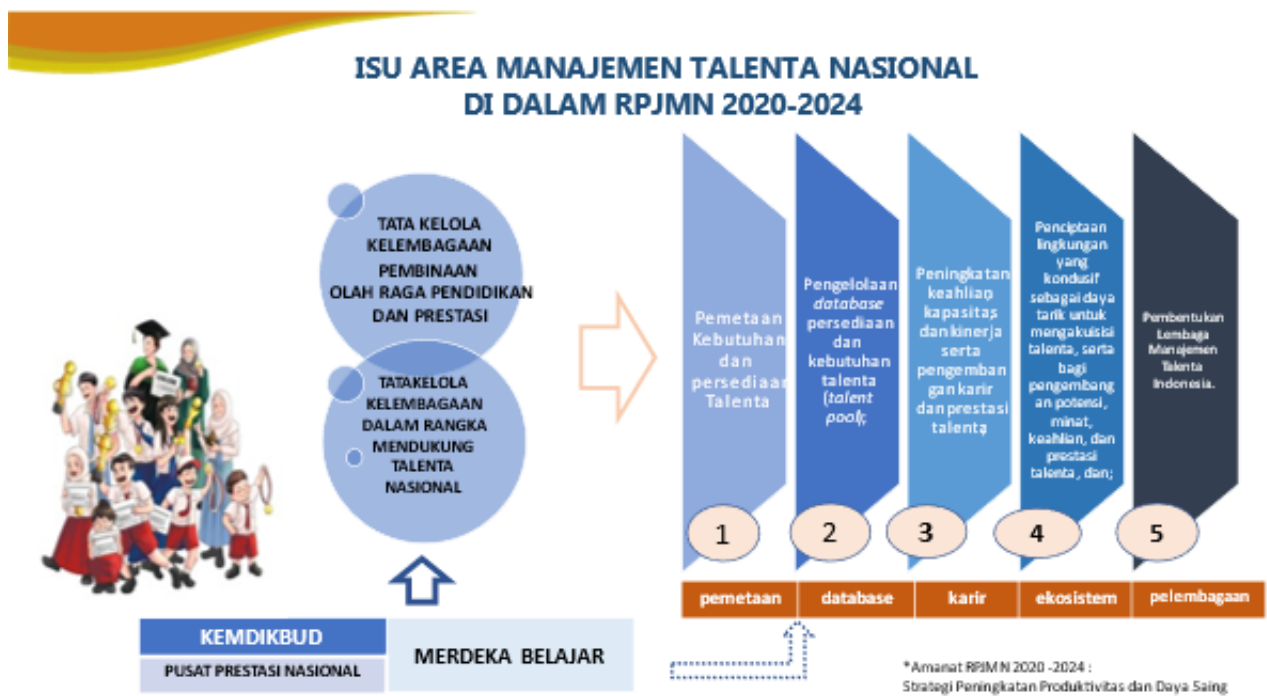 ISU AREA MANAJEMEN TALENTA NASIONAL
DI DALAM RPJMN 2020-2024
TATA KELOLA
KELEMBAGAAN
PEMBINAAN
OLAH RAGA PENDIDIKAN
DAN PRESTASI
TATAKELOLA
KELEMBAGAAN
DALAM RANGKA
MENDUKUNG
TALENTA
NASIONAL
KEMDIKBUD
PUSAT PRESTASI NASIONAL
MERDEKA BELAJAR
Pemetaan
Kebutuhan
dan
persediaan
Talenta
1
pemetaan
Pengelolaan
database
persediaan
dan
kebutuhan
talenta
(talent
pool);
2
database
Peningkatan
keahlian,
kapasitas,
dan kinerja
serta
pengemban
gan karir
dan prestasi
talenta;
3
karir
Penciptaan
lingkungan
yang
kondusif
sebagai daya
tarik untuk
mengakuisisi
talenta, serta
bagi
pengembang
an potensi,
minat,
keahlian, dan
prestasi
talenta, dan;
4
ekosistem
Pembentukan
Lembaga
Manajemen
Talenta
Indonesia.
5
pelembagaan
*Amanat RPJMN 2020 -2024 :
Strategi Peningkatan Produktivitas dan Daya Saing